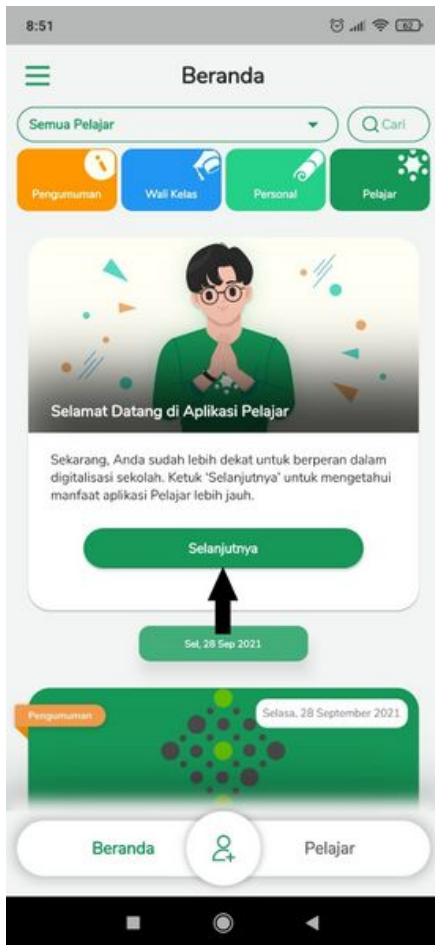 8:51
62
Beranda
Semua Pelajar
Cari
Pengumuman
Wali Kelas
Personal
Pelajar
Selamat Datang di Aplikasi Pelajar
Sekarang, Anda sudah lebih dekat untuk berperan dalam
digitalisasi sekolah. Ketuk 'Selanjutnya' untuk mengetahui
manfaat aplikasi Pelajar lebih jauh.
Selanjutnya
Sel, 28 Sep 2021
Pengumuman
Selasa, 28 September 2021
Beranda
Pelajar